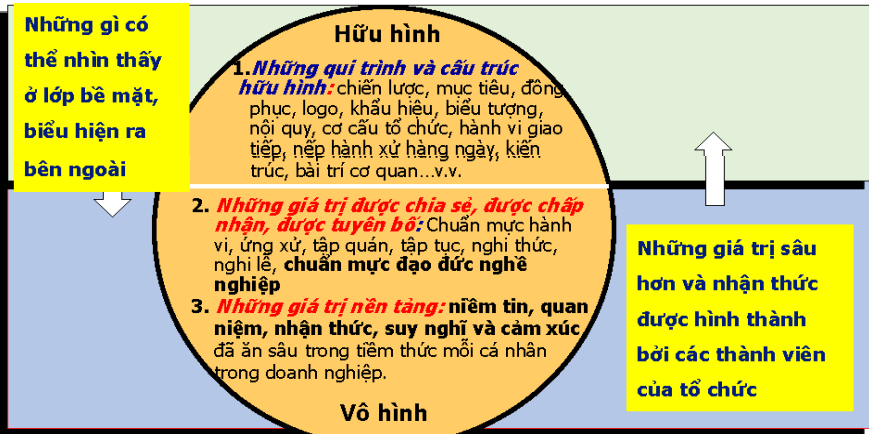 Những gì có
thể nhìn thấy
ở lớp bề mặt,
biểu hiện ra
bên ngoài
Hữu hình
1.Những qui trình và cấu trúc
hữu hình: chiến lược, mục tiêu, đồng
phục, logo, khẩu hiệu, biểu tượng,
nội quy, cơ cấu tổ chức, hành vi giao
tiếp, nếp hành xử hàng ngày, kiến
trúc, bài trí cơ quan...v.v.
2. Những giá trị được chia sẻ, được chấp
nhận, được tuyên bố: Chuẩn mực hành
vi, ứng xử, tập quán, tập tục, nghi thức,
nghi lễ, chuẩn mực đạo đức nghề
nghiệp
3. Những giá trị nền tảng: niềm tin, quan
niệm, nhận thức, suy nghĩ và cảm xúc
đã ăn sâu trong tiềm thức mỗi cá nhân
trong doanh nghiệp.
Vô hình
Những giá trị sâu
hơn và nhận thức
được hình thành
bởi các thành viên
của tổ chức